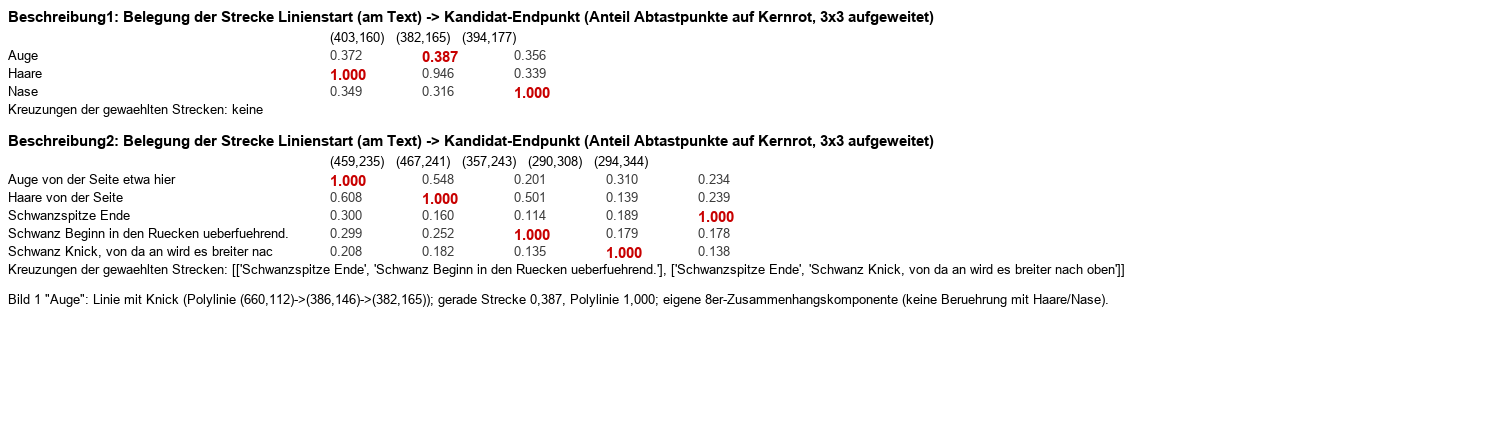 Beschreibung1: Belegung der Strecke Linienstart (am Text) -> Kandidat-Endpunkt (Anteil Abtastpunkte auf Kernrot, 3x3 aufgeweitet)
(403,160) (382,165) (394,177)
Auge 0.372 0.387 0.356
Haare 1.000 0.946 0.339
Nase 0.349 0.316 1.000
Kreuzungen der gewaehlten Strecken: keine
Beschreibung2: Belegung der Strecke Linienstart (am Text) -> Kandidat-Endpunkt (Anteil Abtastpunkte auf Kernrot, 3x3 aufgeweitet)
(459,235) (467,241) (357,243) (290,308) (294,344)
Auge von der Seite etwa hier 1.000 0.548 0.201 0.310 0.234
Haare von der Seite 0.608 1.000 0.501 0.139 0.239
Schwanzspitze Ende 0.300 0.160 0.114 0.189 1.000
Schwanz Beginn in den Ruecken ueberfuehrend. 0.299 0.252 1.000 0.179 0.178
Schwanz Knick, von da an wird es breiter nac 0.208 0.182 0.135 1.000 0.138
Kreuzungen der gewaehlten Strecken: [['Schwanzspitze Ende', 'Schwanz Beginn in den Ruecken ueberfuehrend.'], ['Schwanzspitze Ende', 'Schwanz Knick, von da an wird es breiter nach oben']]
Bild 1 "Auge": Linie mit Knick (Polylinie (660,112)->(386,146)->(382,165)); gerade Strecke 0,387, Polylinie 1,000; eigene 8er-Zusammenhangskomponente (keine Beruehrung mit Haare/Nase).